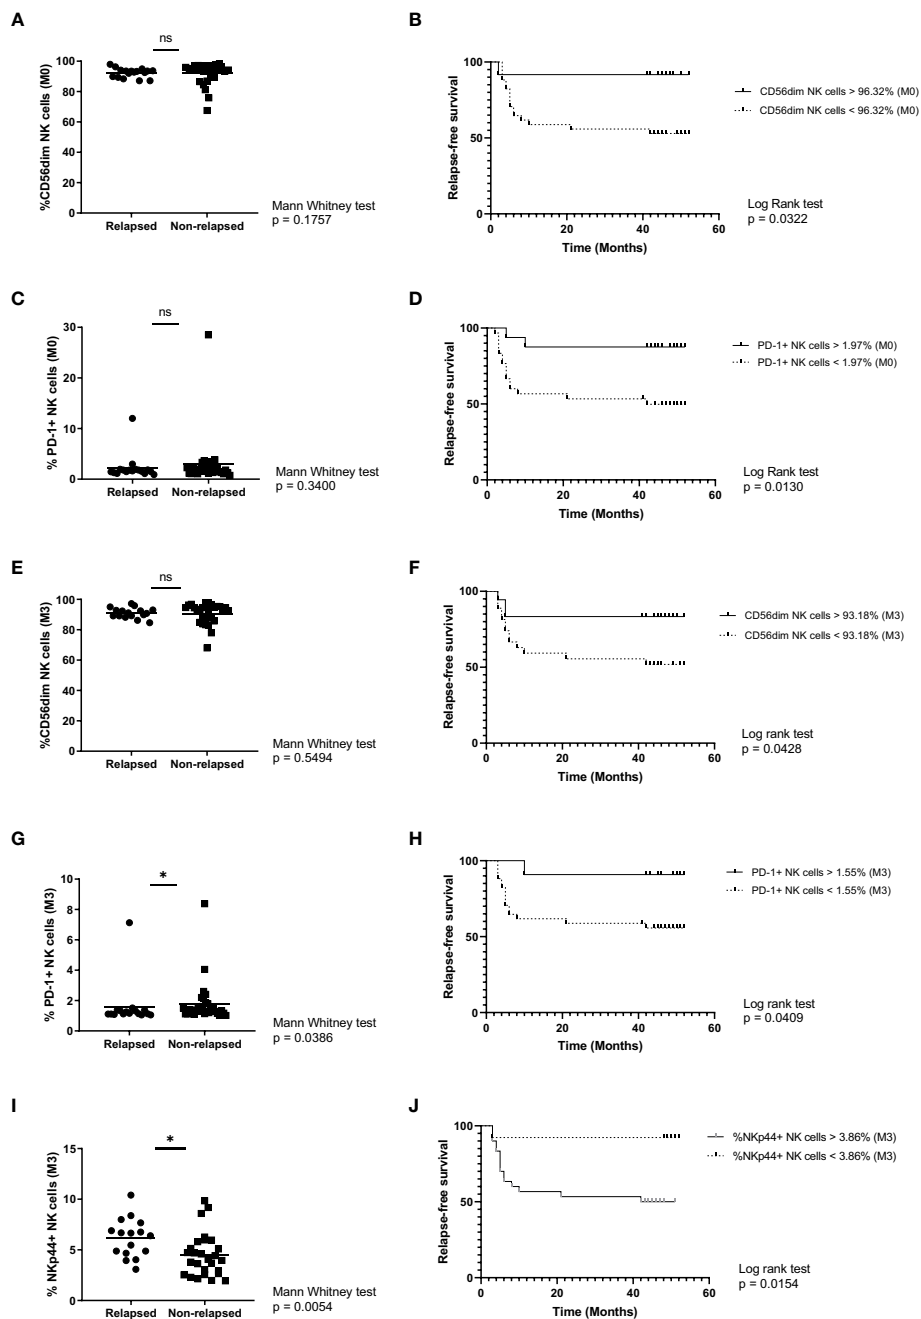 A
ns
%CD56dim NK cells (M0)
100
80
60
40
20
0
Relapsed Non-relapsed
Mann Whitney test
p = 0.1757
B
Relapse-free survival
100
50
0
0 20 40 60
Time (Months)
CD56dim NK cells > 96.32% (M0)
CD56dim NK cells < 96.32% (M0)
Log Rank test
p = 0.0322
C
ns
% PD-1+ NK cells (M0)
30
20
10
0
Relapsed Non-relapsed
Mann Whitney test
p = 0.3400
D
Relapse-free survival
100
50
0
0 20 40 60
Time (Months)
PD-1+ NK cells > 1.97% (M0)
PD-1+ NK cells < 1.97% (M0)
Log Rank test
p = 0.0130
E
ns
%CD56dim NK cells (M3)
100
80
60
40
20
0
Relapsed Non-relapsed
Mann Whitney test
p = 0.5494
F
Relapse-free survival
100
50
0
0 20 40 60
Time (Months)
CD56dim NK cells > 93.18% (M3)
CD56dim NK cells < 93.18% (M3)
Log rank test
p = 0.0428
G
*
% PD-1+ NK cells (M3)
10
8
6
4
2
0
Relapsed Non-relapsed
Mann Whitney test
p = 0.0386
H
Relapse-free survival
100
50
0
0 20 40 60
Time (Months)
PD-1+ NK cells > 1.55% (M3)
PD-1+ NK cells < 1.55% (M3)
Log rank test
p = 0.0409
I
*
% NKp44+ NK cells (M3)
15
10
5
0
Relapsed Non-relapsed
Mann Whitney test
p = 0.0054
J
Relapse-free survival
100
50
0
0 20 40 60
Time (Months)
%NKp44+ NK cells > 3.86% (M3)
%NKp44+ NK cells < 3.86% (M3)
Log rank test
p = 0.0154